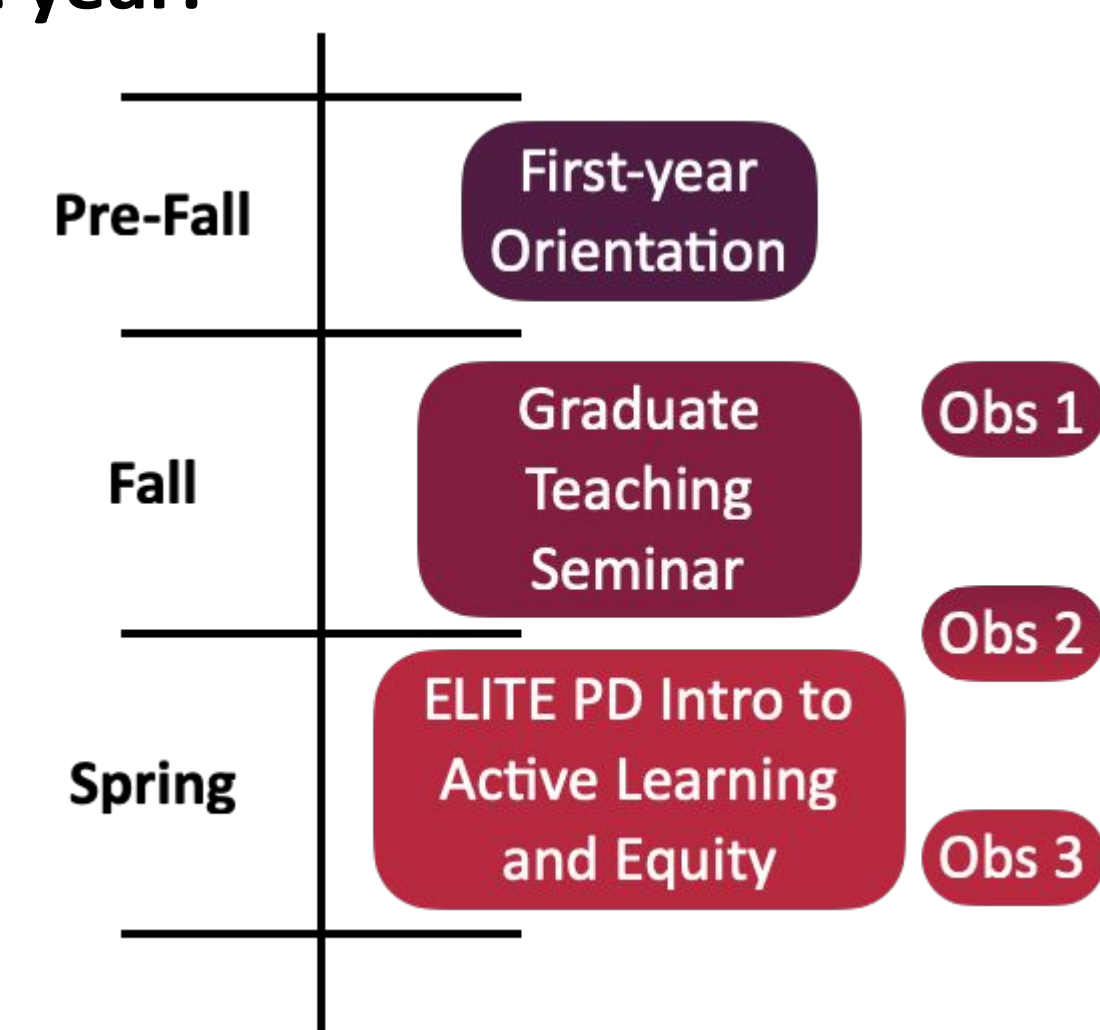 year.
Pre-Fall
First-year
Orientation
Fall
Graduate
Teaching
Seminar
Obs 1
Obs 2
Spring
ELITE PD Intro to
Active Learning
and Equity
Obs 3